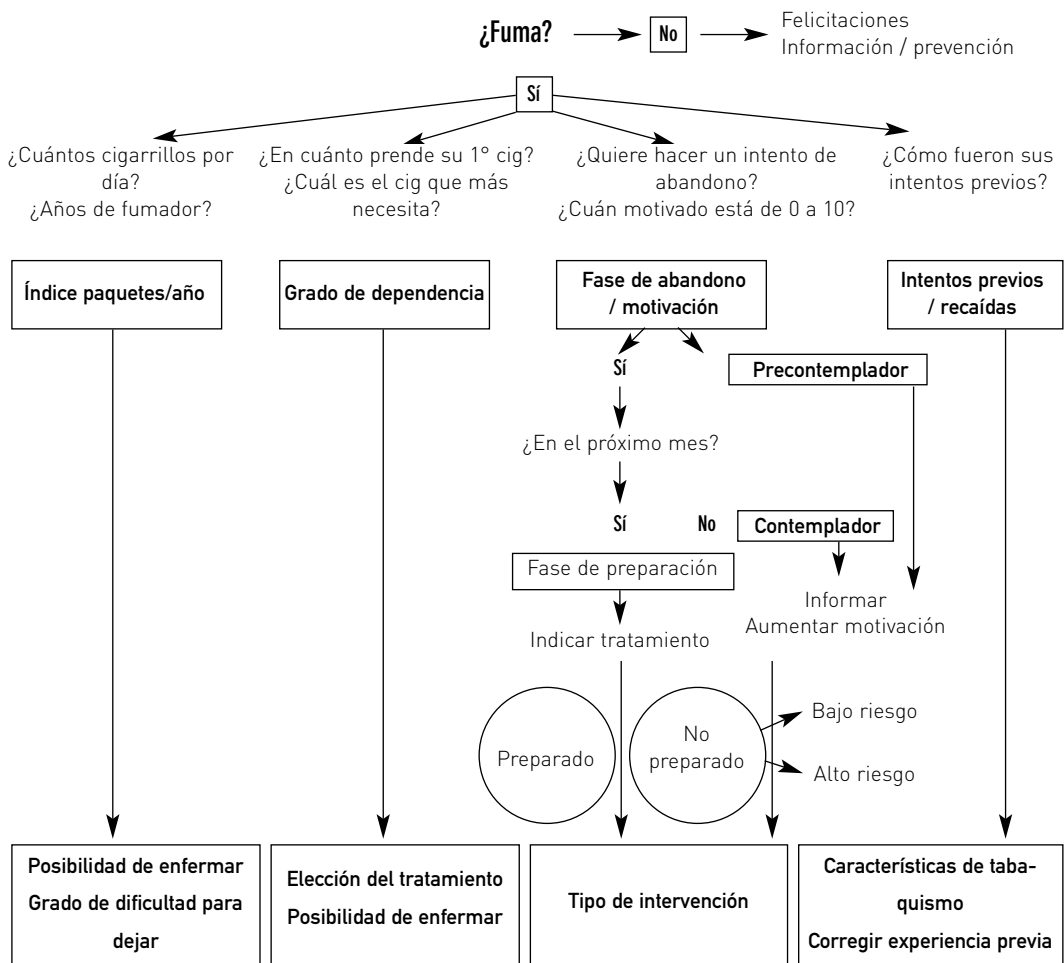 ¿Fuma?
No
Felicitaciones
Información / prevención
Sí
¿Cuántos cigarrillos por
día?
¿Años de fumador?
¿En cuánto prende su 1° cig?
¿Cuál es el cig que más
necesita?
¿Quiere hacer un intento de
abandono?
¿Cuán motivado está de 0 a 10?
¿Cómo fueron sus
intentos previos?
Índice paquetes/año
Grado de dependencia
Fase de abandono
/ motivación
Intentos previos
/ recaídas
Sí
Precontemplador
¿En el próximo mes?
Sí
No
Contemplador
Fase de preparación
Informar
Aumentar motivación
Indicar tratamiento
Preparado
No
preparado
Bajo riesgo
Alto riesgo
Posibilidad de enfermar
Grado de dificultad para
dejar
Elección del tratamiento
Posibilidad de enfermar
Tipo de intervención
Características de taba-
quismo
Corregir experiencia previa